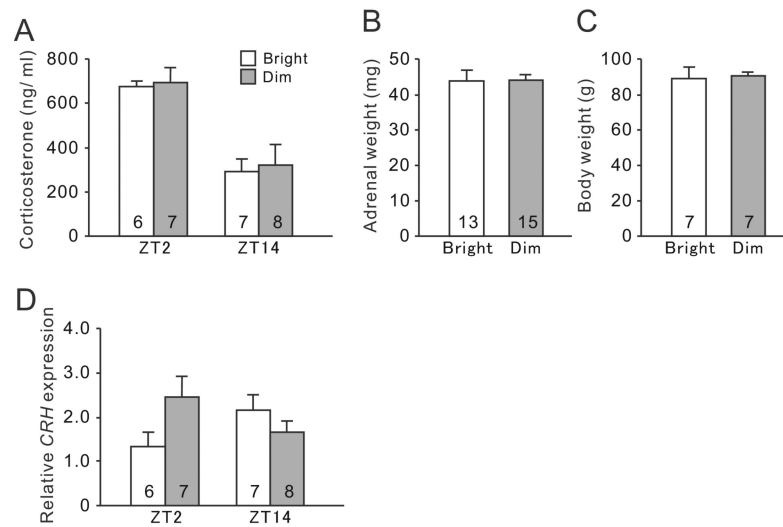 A
Corticosterone (ng/ ml)
800
600
400
200
0
Bright
Dim
6
7
7
8
ZT2
ZT14
B
Adrenal weight (mg)
50
40
30
20
10
0
13
15
Bright
Dim
C
Body weight (g)
100
80
60
40
20
0
7
7
Bright
Dim
D
Relative CRH expression
4.0
3.0
2.0
1.0
0
6
7
7
8
ZT2
ZT14